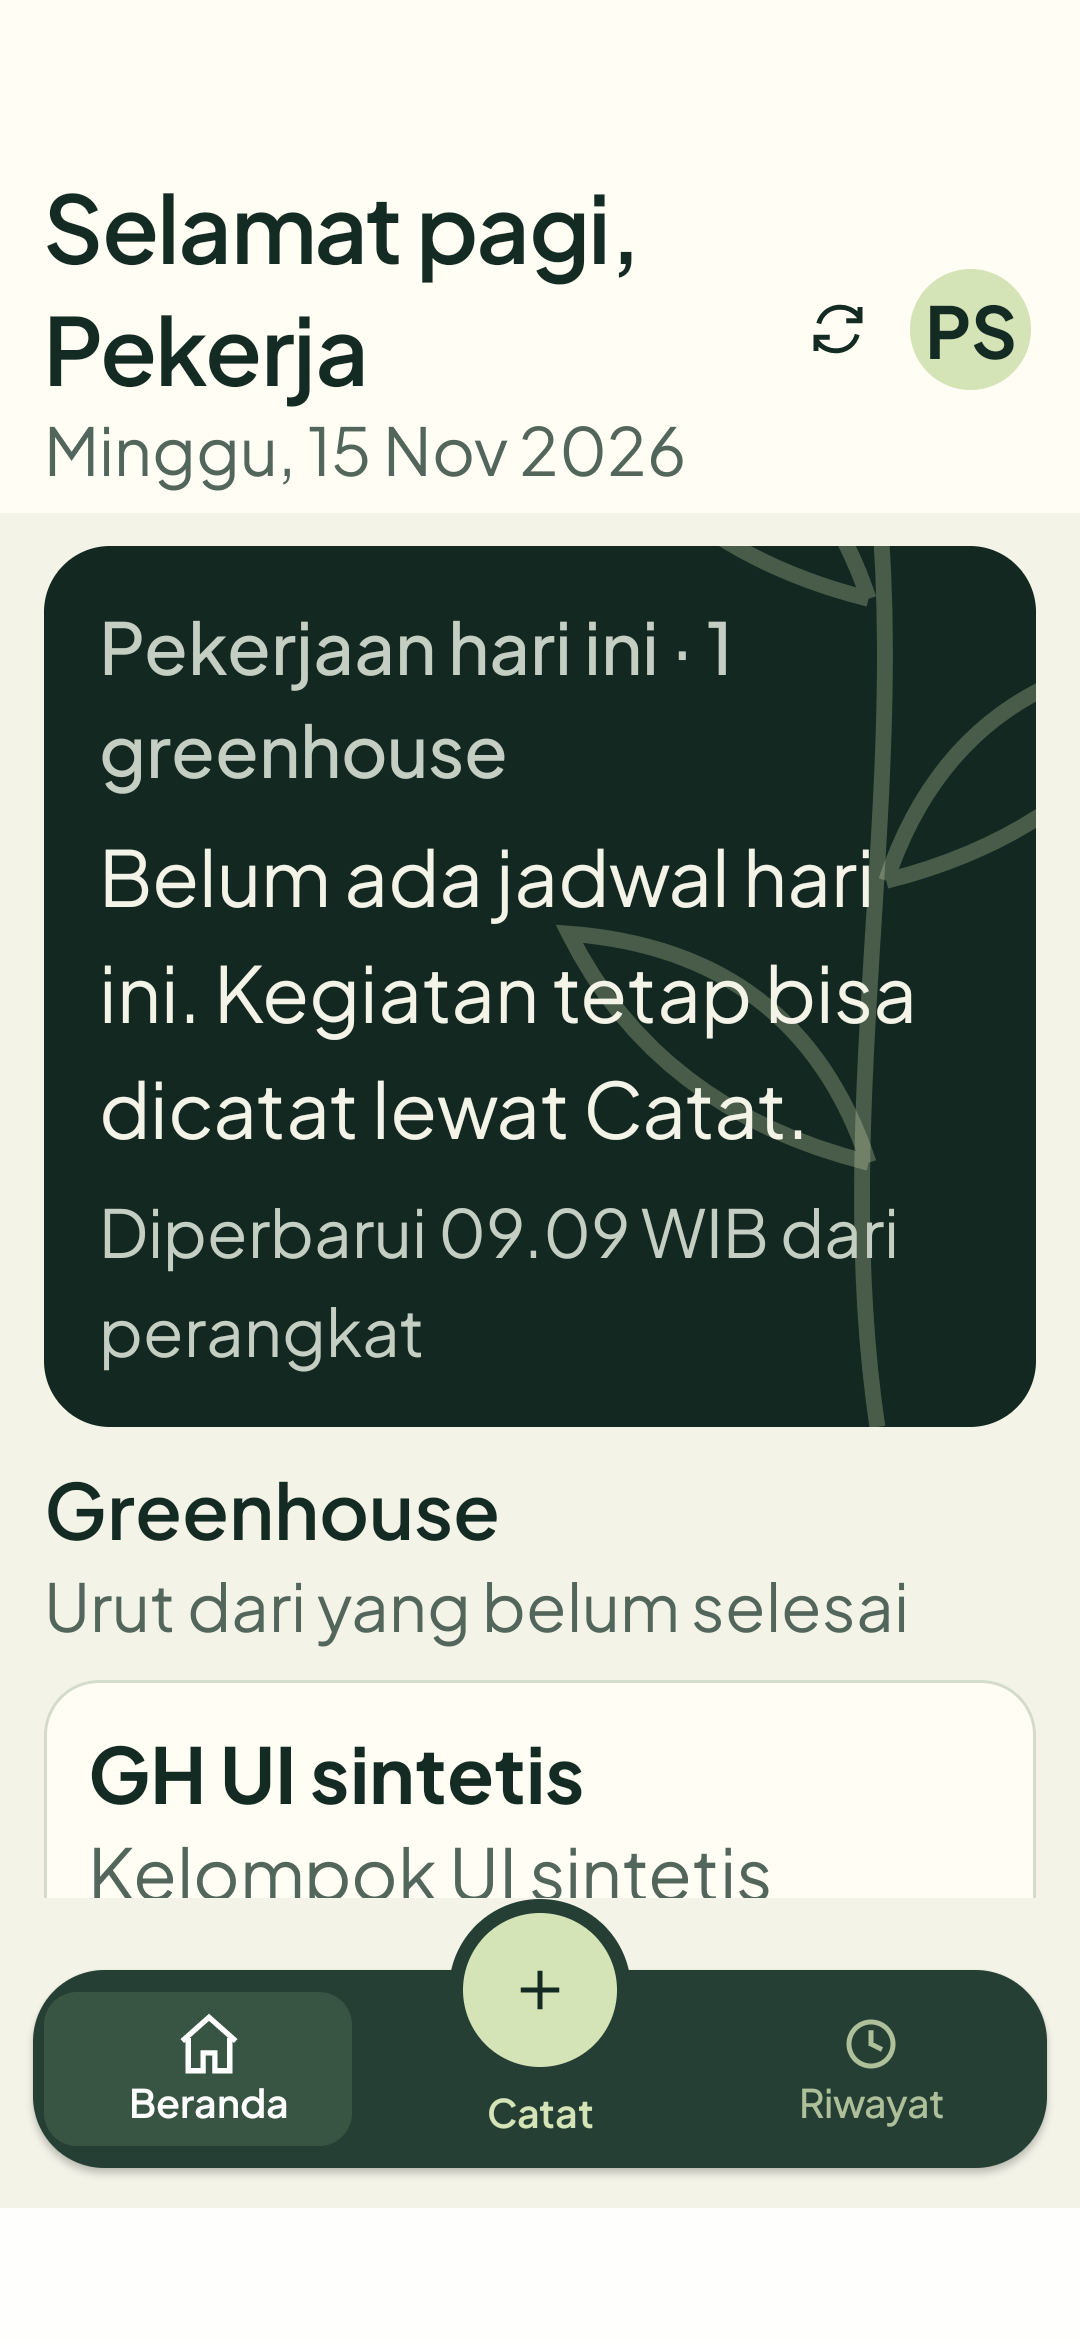 Selamat pagi,
Pekerja
PS
Minggu, 15 Nov 2026
Pekerjaan hari ini · 1
greenhouse
Belum ada jadwal hari
ini. Kegiatan tetap bisa
dicatat lewat Catat.
Diperbarui 09.09 WIB dari
perangkat
Greenhouse
Urut dari yang belum selesai
GH UI sintetis
Kelompok UI sintetis
Beranda
Catat
Riwayat